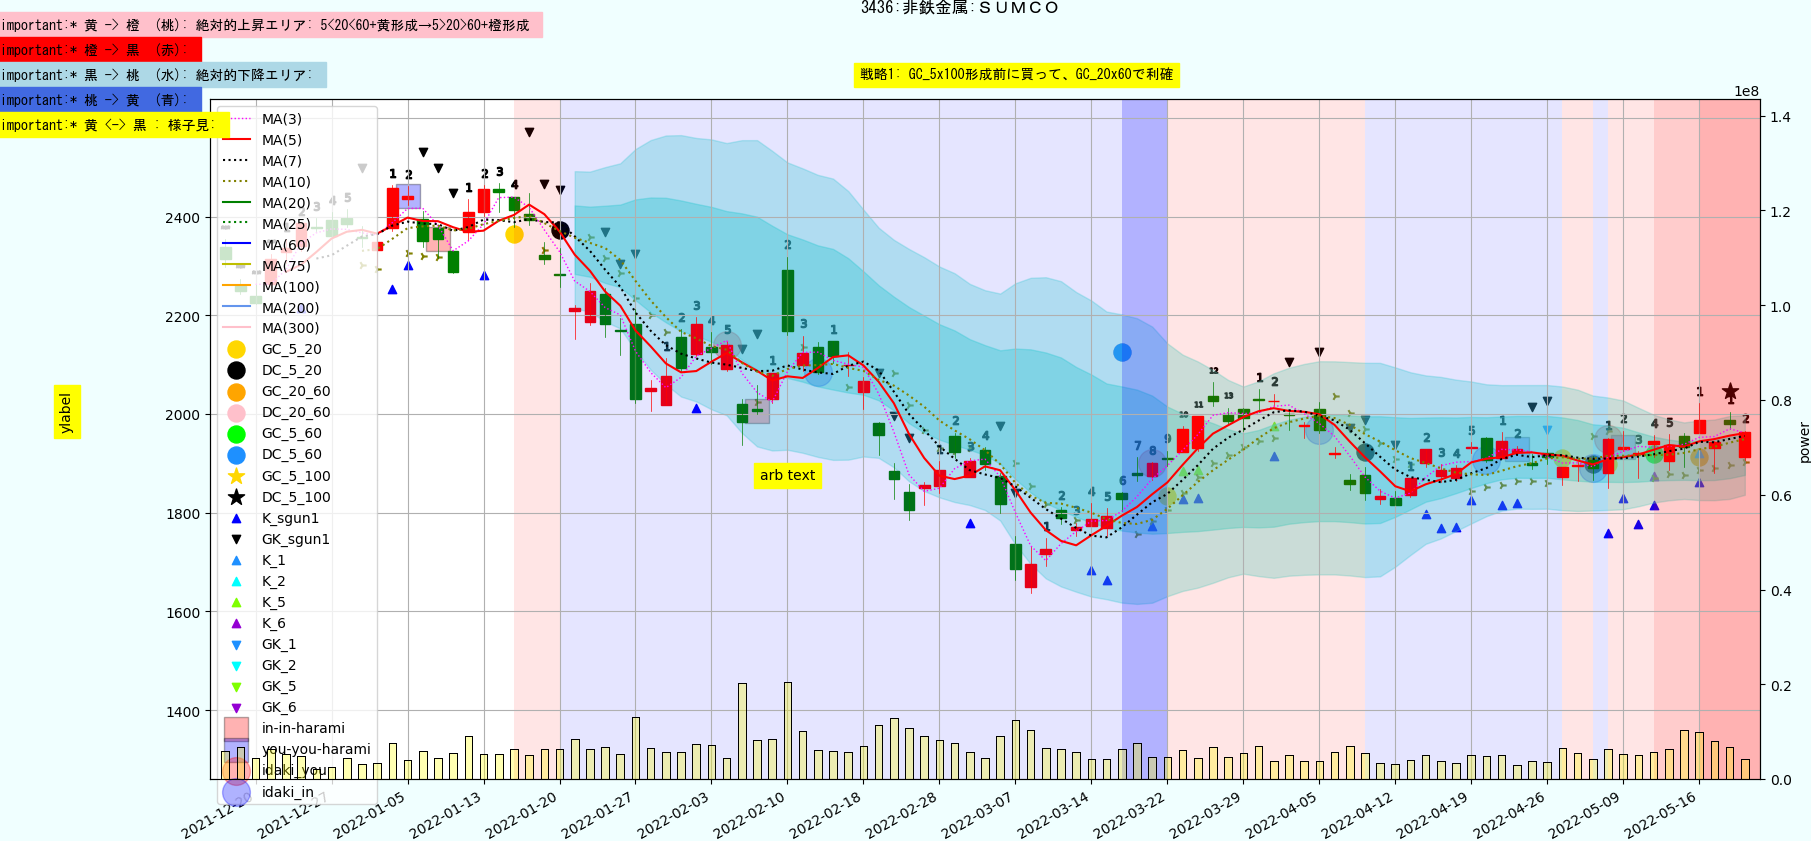 3436:非鉄金属:ＳＵＭＣＯ
important:* 黄 -> 橙 （桃）: 絶対的上昇エリア: 5<20<60+黄形成→5>20>60+橙形成
important:* 橙 -> 黒 （赤）:
important:* 黒 -> 桃 （水）: 絶対的下降エリア:
戦略1: GC_5x100形成前に買って、GC_20x60で利確
important:* 桃 -> 黄 （青）:
important:* 黄 <-> 黒 : 様子見:
1e8
MA(3)
MA(5)
MA(7)
MA(10)
MA(20)
MA(25)
MA(60)
MA(75)
MA(100)
MA(200)
MA(300)
GC_5_20
DC_5_20
GC_20_60
DC_20_60
GC_5_60
DC_5_60
GC_5_100
DC_5_100
K_sgun1
GK_sgun1
K_1
K_2
K_5
K_6
GK_1
GK_2
GK_5
GK_6
in-in-harami
you-you-harami
idaki_you
idaki_in
2400
2200
2000
1800
1600
1400
ylabel
arb text
1.4
1.2
1.0
0.8
0.6
0.4
0.2
0.0
power
2021-12-20
2021-12-27
2022-01-05
2022-01-13
2022-01-20
2022-01-27
2022-02-03
2022-02-10
2022-02-18
2022-02-28
2022-03-07
2022-03-14
2022-03-22
2022-03-29
2022-04-05
2022-04-12
2022-04-19
2022-04-26
2022-05-09
2022-05-16